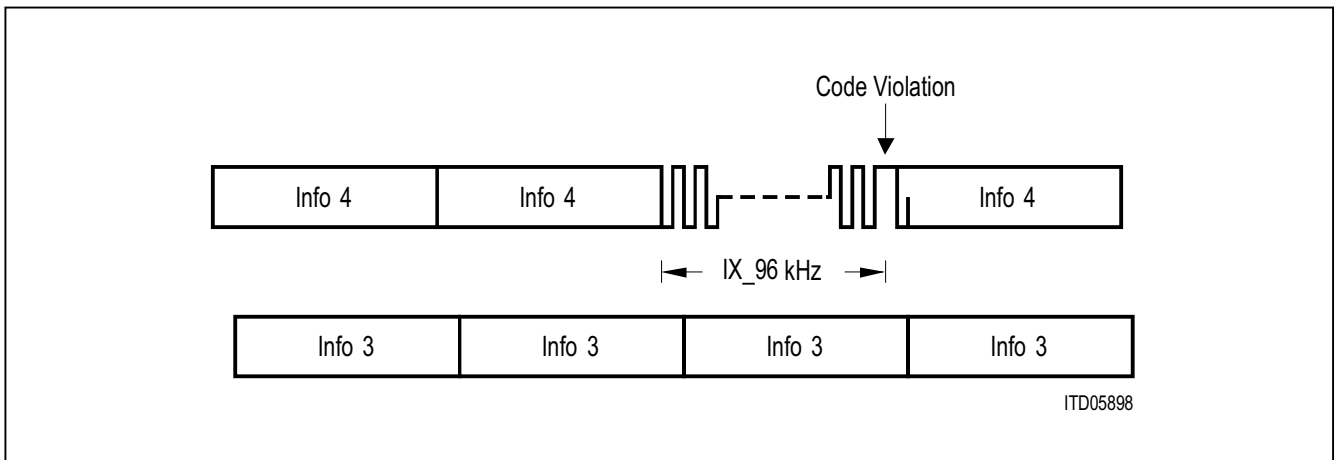 Code Violation
Info 4 Info 4 Info 4
IX_96 kHz
Info 3 Info 3 Info 3 Info 3
ITD05898